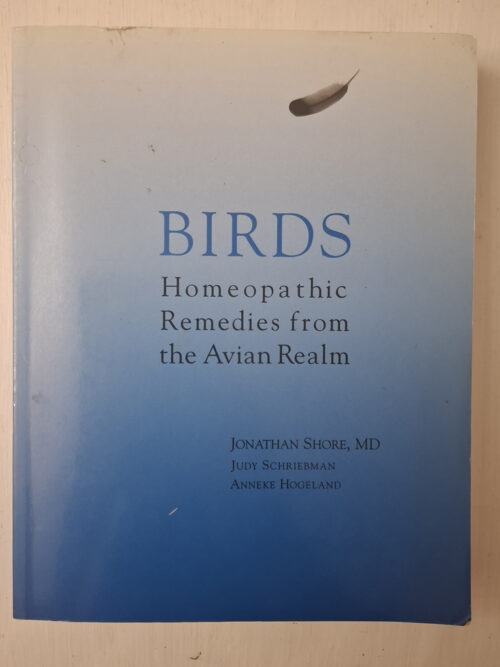 BIRDS
Homeopathic
Remedies from
the Avian Realm
JONATHAN SHORE, MD
JUDY SCHRIEBMAN
ANNEKE HOGELAND